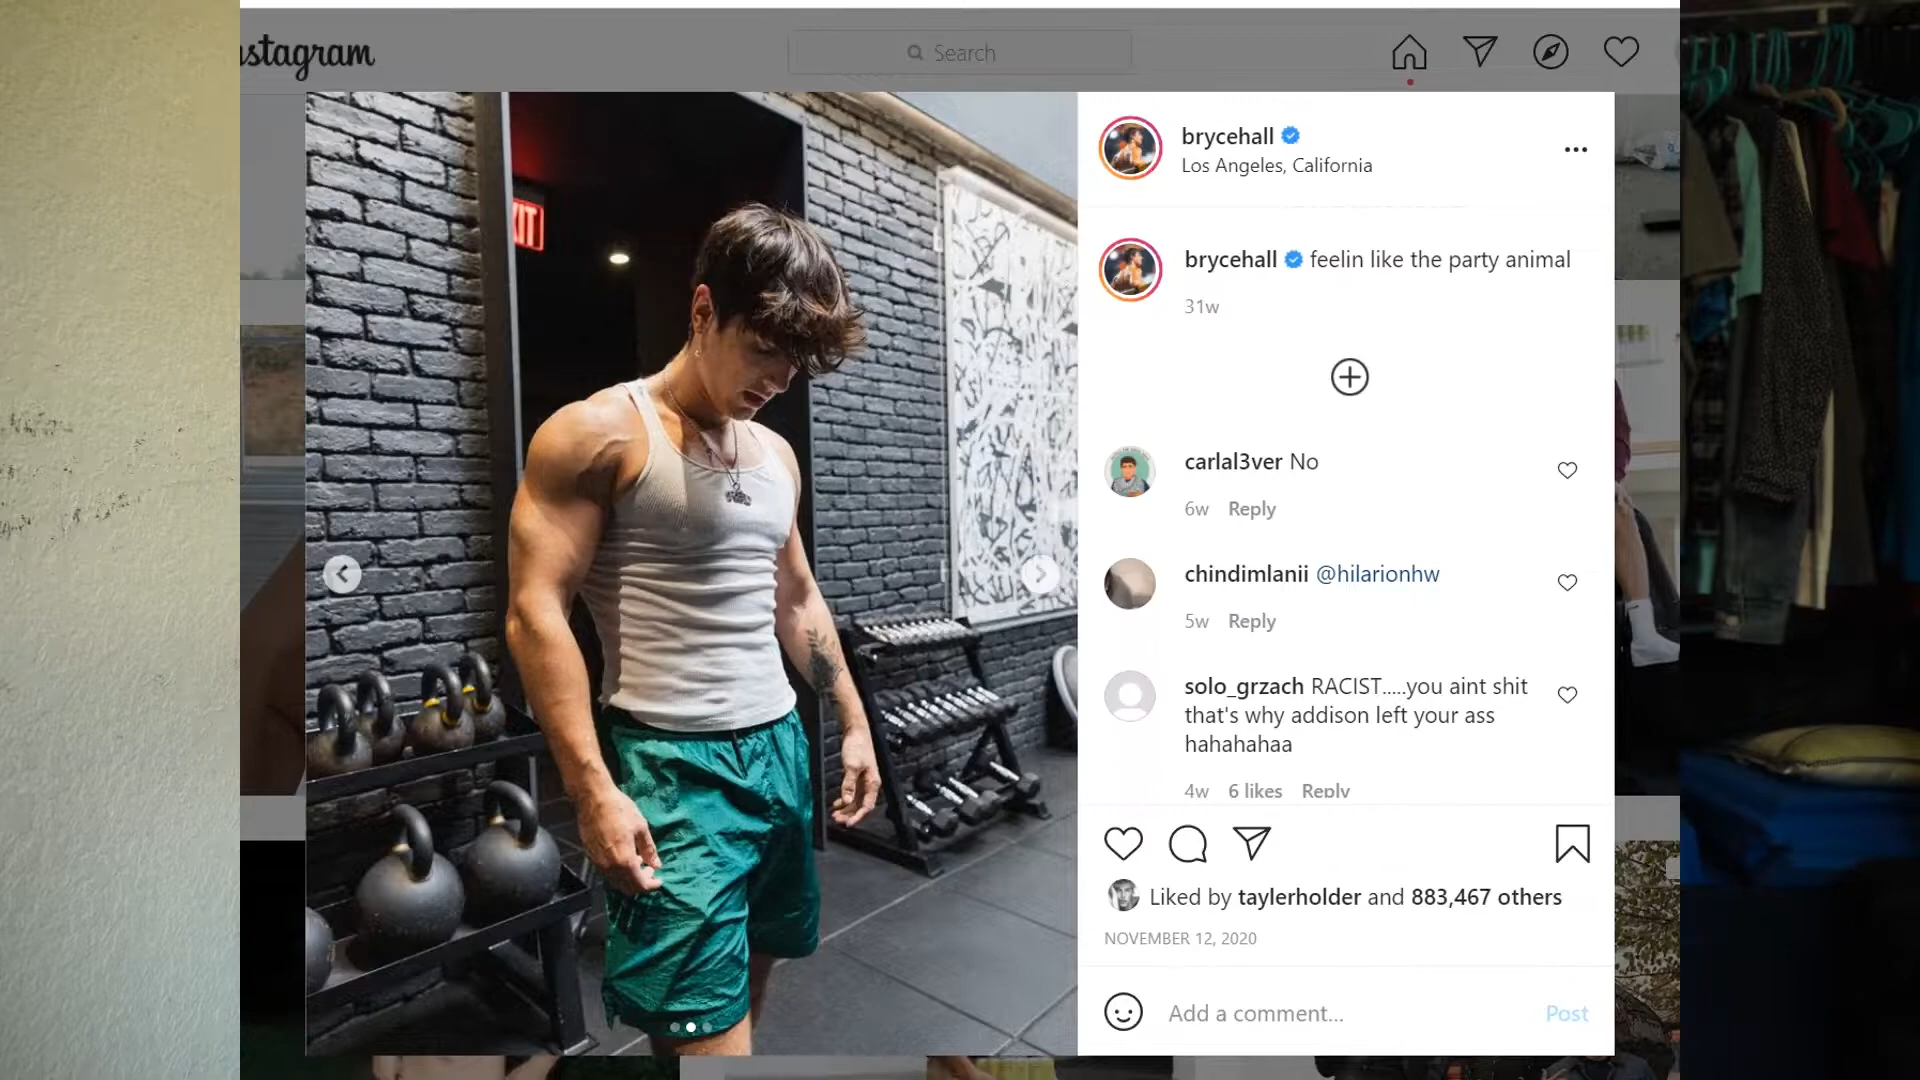 nstagram
Search
XIT
brycehall
Los Angeles, California
brycehall feelin like the party animal
31w
carlal3ver No
6w Reply
chindimlanii @hilarionhw
5w Reply
solo_grzach RACIST.....you aint shit
that's why addison left your ass
hahahahaa
4w 6 likes Reply
Liked by taylerholder and 883,467 others
NOVEMBER 12, 2020
Add a comment...
Post